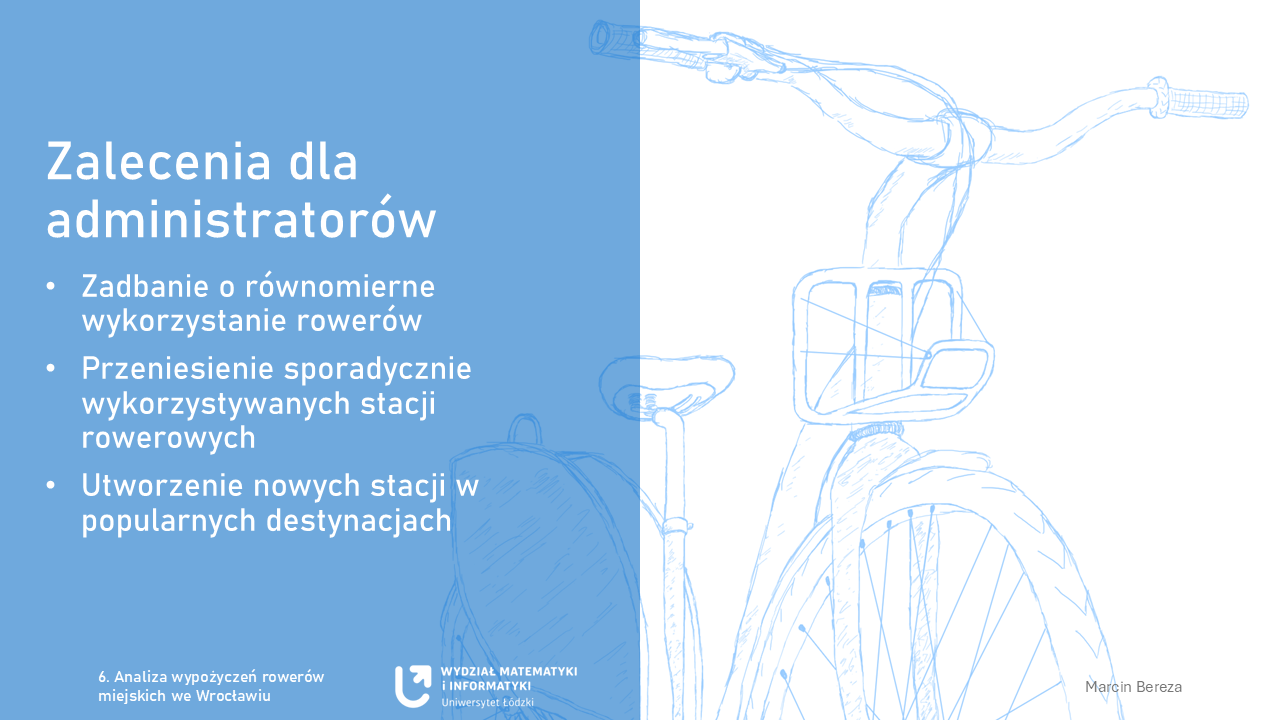 Zalecenia dla
administratorów
• Zadbanie o równomierne
wykorzystanie rowerów
• Przeniesienie sporadycznie
wykorzystywanych stacji
rowerowych
• Utworzenie nowych stacji w
popularnych destynacjach
6. Analiza wypożyczeń rowerów
miejskich we Wrocławiu
WYDZIAŁ MATEMATYKI
i INFORMATYKI
Uniwersytet Łódzki
Marcin Bereza